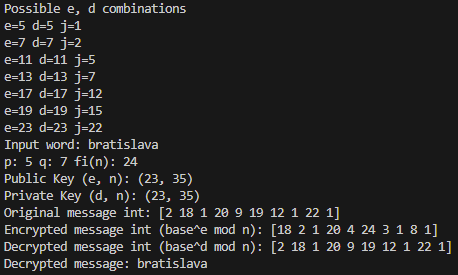 Possible e, d combinations
e=5 d=5 j=1
e=7 d=7 j=2
e=11 d=11 j=5
e=13 d=13 j=7
e=17 d=17 j=12
e=19 d=19 j=15
e=23 d=23 j=22
Input word: bratislava
p: 5 q: 7 fi(n): 24
Public Key (e, n): (23, 35)
Private Key (d, n): (23, 35)
Original message int: [2 18 1 20 9 19 12 1 22 1]
Encrypted message int (base^e mod n): [18 2 1 20 4 24 3 1 8 1]
Decrypted message int (base^d mod n): [2 18 1 20 9 19 12 1 22 1]
Decrypted message: bratislava